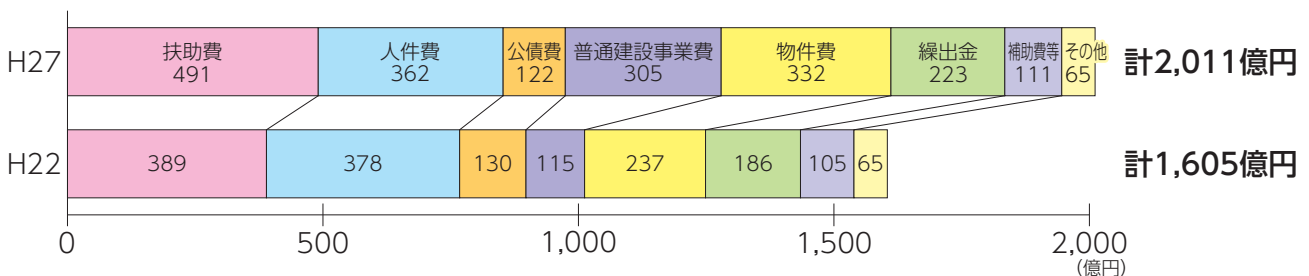 扶助費 人件費 公債費 普通建設事業費 物件費 繰出金 補助費等 その他
H27 491 362 122 305 332 223 111 65 計2,011億円
H22 389 378 130 115 237 186 105 65 計1,605億円
0 500 1,000 1,500 2,000
(億円)